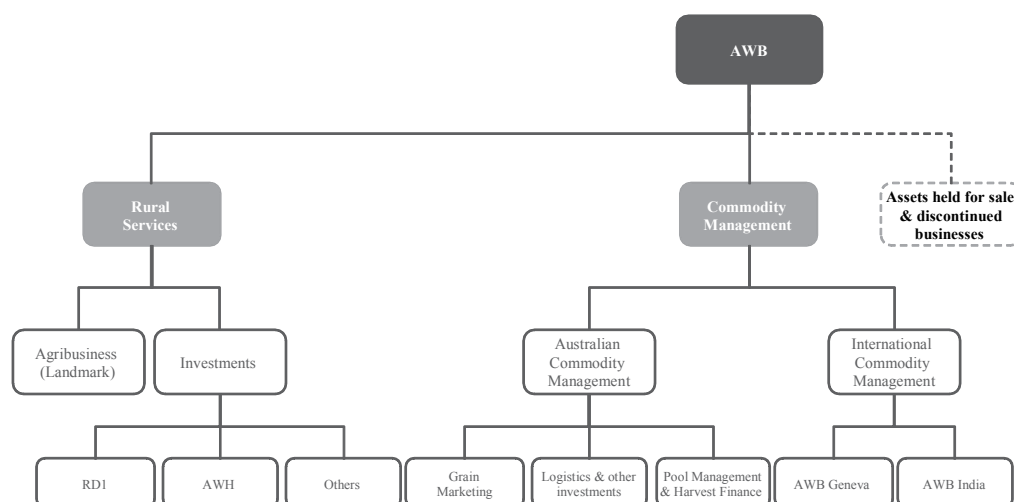 AWB
Rural
Services
Commodity
Management
Assets held for sale
& discontinued
businesses
Agribusiness
(Landmark)
Investments
Australian
Commodity
Management
International
Commodity
Management
RD1
AWH
Others
Grain
Marketing
Logistics & other
investments
Pool Management
& Harvest Finance
AWB Geneva
AWB India